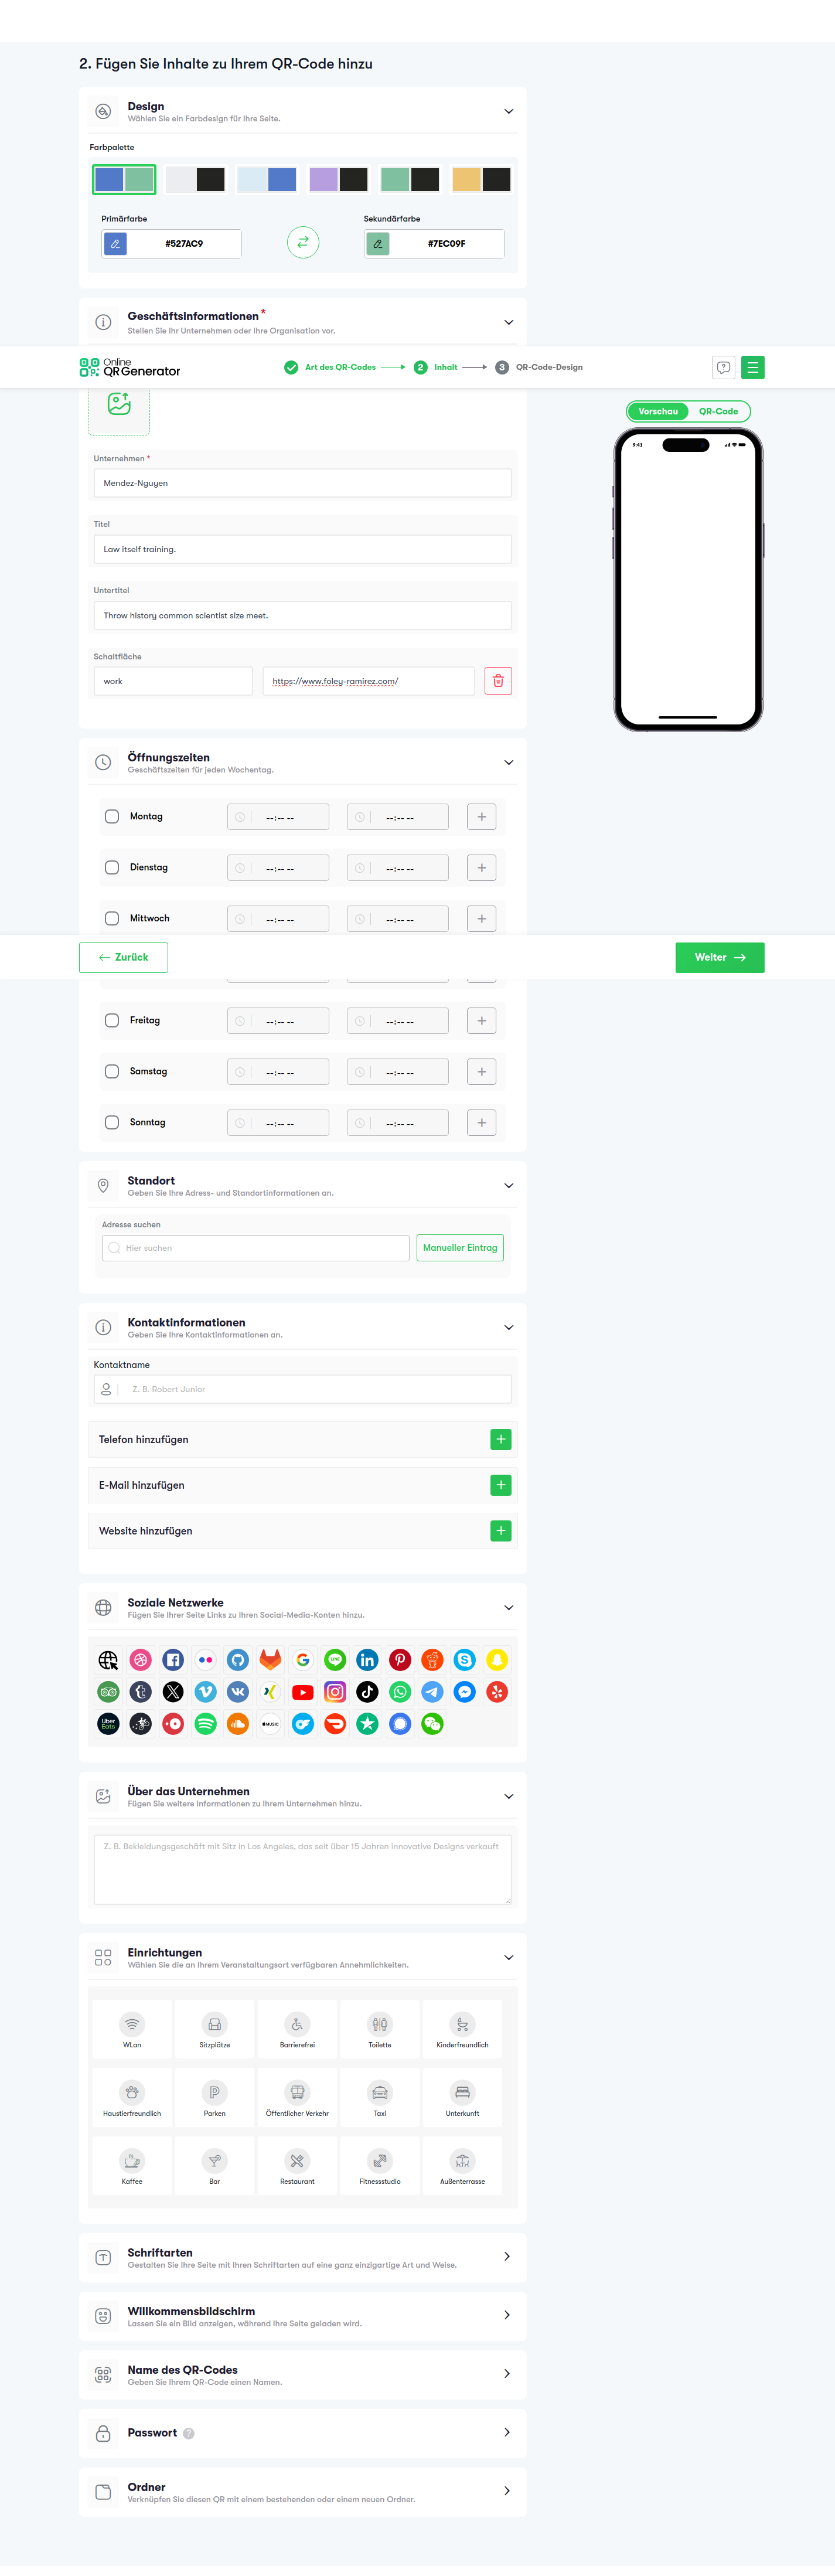 2. Fügen Sie Inhalte zu Ihrem QR-Code hinzu
Design
Wählen Sie ein Farbdesign für Ihre Seite.
Farbpalette
Primärfarbe
Sekundärfarbe
#527AC9
#7EC09F
Geschäftsinformationen *
Stellen Sie Ihr Unternehmen oder Ihre Organisation vor.
Online
QR Generator
Art des QR-Codes
2 Inhalt
3 QR-Code-Design
Vorschau
QR-Code
9:41
Unternehmen *
Mendez-Nguyen
Titel
Law itself training.
Untertitel
Throw history common scientist size meet.
Schaltfläche
work
https://www.foley-ramirez.com/
Öffnungszeiten
Geschäftszeiten für jeden Wochentag.
Montag --:-- -- --:-- --
Dienstag --:-- -- --:-- --
Mittwoch --:-- -- --:-- --
Zurück
Weiter
Freitag --:-- -- --:-- --
Samstag --:-- -- --:-- --
Sonntag --:-- -- --:-- --
Standort
Geben Sie Ihre Adress- und Standortinformationen an.
Adresse suchen
Hier suchen
Manueller Eintrag
Kontaktinformationen
Geben Sie Ihre Kontaktinformationen an.
Kontaktname
Z. B. Robert Junior
Telefon hinzufügen
E-Mail hinzufügen
Website hinzufügen
Soziale Netzwerke
Fügen Sie Ihrer Seite Links zu Ihren Social-Media-Konten hinzu.
LINE
Uber Eats
MUSIC
Über das Unternehmen
Fügen Sie weitere Informationen zu Ihrem Unternehmen hinzu.
Z. B. Bekleidungsgeschäft mit Sitz in Los Angeles, das seit über 15 Jahren innovative Designs verkauft
Einrichtungen
Wählen Sie die an Ihrem Veranstaltungsort verfügbaren Annehmlichkeiten.
WLan
Sitzplätze
Barrierefrei
Toilette
Kinderfreundlich
Haustierfreundlich
Parken
Öffentlicher Verkehr
Taxi
Unterkunft
Kaffee
Bar
Restaurant
Fitnessstudio
Außenterrasse
Schriftarten
Gestalten Sie Ihre Seite mit Ihren Schriftarten auf eine ganz einzigartige Art und Weise.
Willkommensbildschirm
Lassen Sie ein Bild anzeigen, während Ihre Seite geladen wird.
Name des QR-Codes
Geben Sie Ihrem QR-Code einen Namen.
Passwort ?
Ordner
Verknüpfen Sie diesen QR mit einem bestehenden oder einem neuen Ordner.